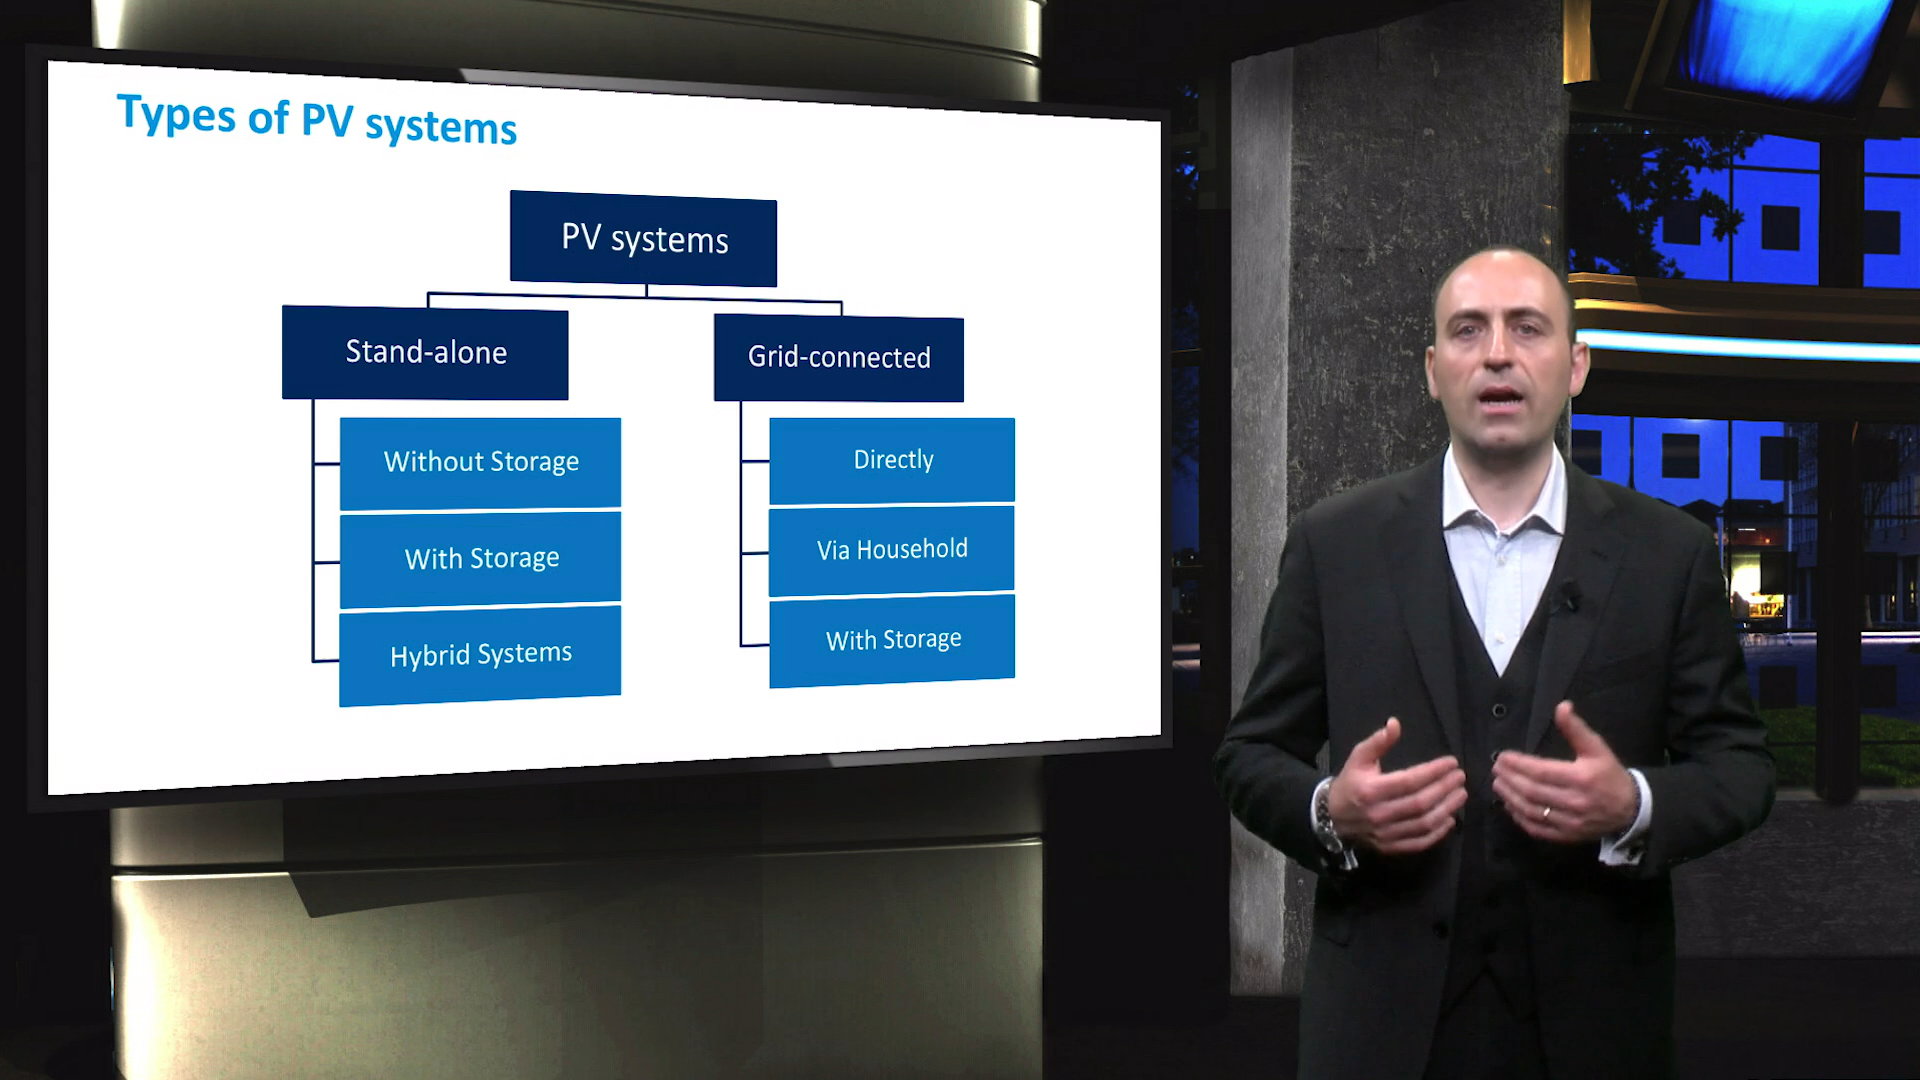 Types of PV systems
PV systems
Stand-alone
Grid-connected
Without Storage
With Storage
Hybrid Systems
Directly
Via Household
With Storage